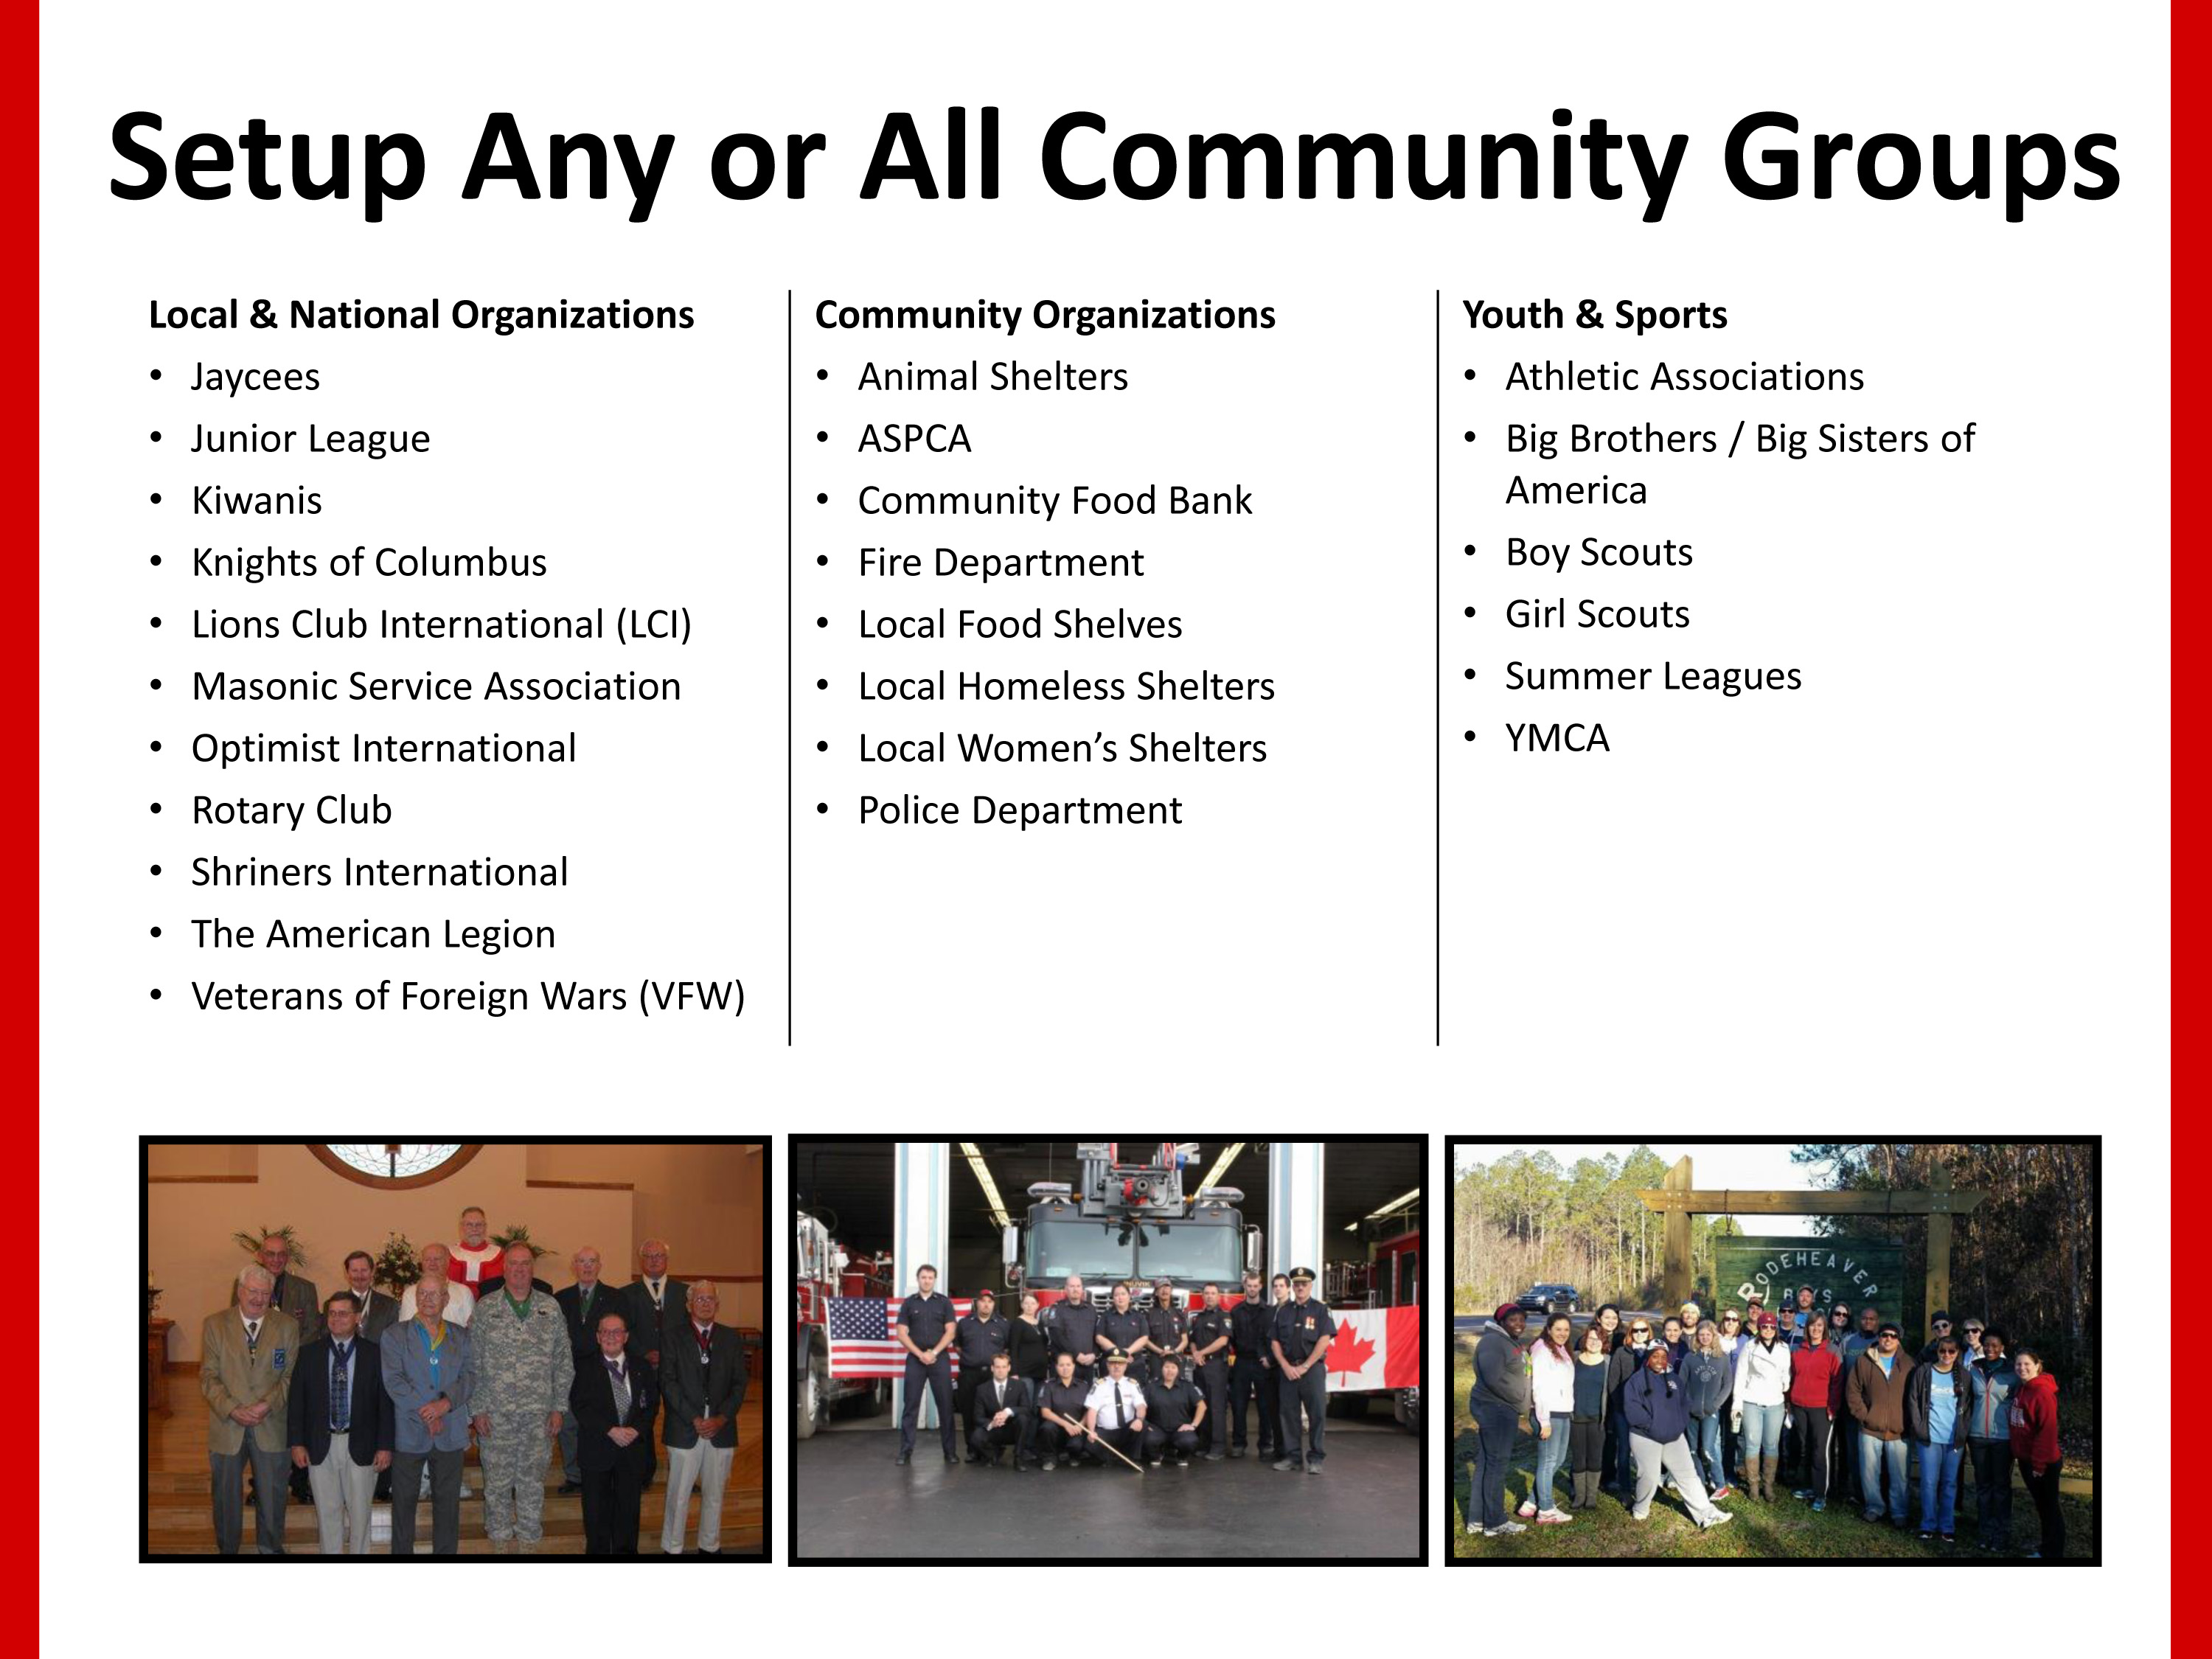 Setup Any or All Community Groups
Local & National Organizations
• Jaycees
• Junior League
• Kiwanis
• Knights of Columbus
• Lions Club International (LCI)
• Masonic Service Association
• Optimist International
• Rotary Club
• Shriners International
• The American Legion
• Veterans of Foreign Wars (VFW)
Community Organizations
• Animal Shelters
• ASPCA
• Community Food Bank
• Fire Department
• Local Food Shelves
• Local Homeless Shelters
• Local Women’s Shelters
• Police Department
Youth & Sports
• Athletic Associations
• Big Brothers / Big Sisters of
America
• Boy Scouts
• Girl Scouts
• Summer Leagues
• YMCA
RODEHEAVER
BOYS